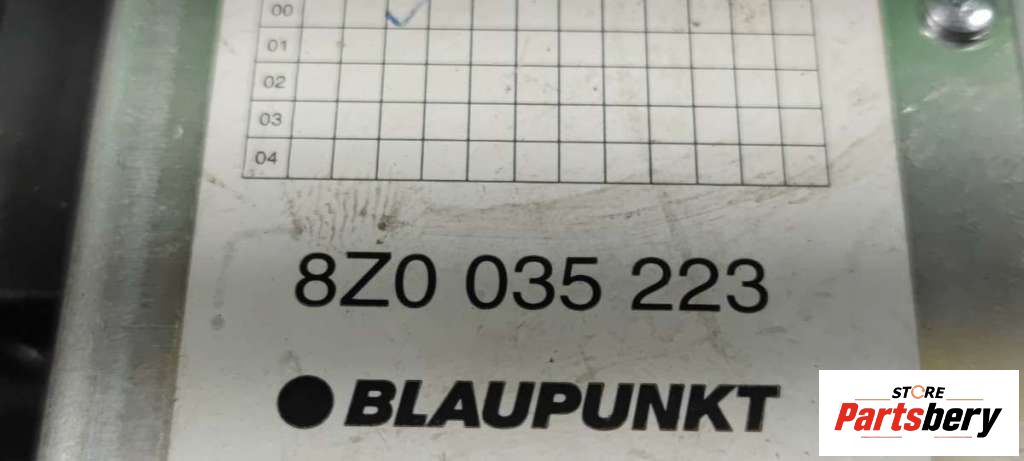 00
01
02
03
04
8Z0 035 223
BLAUPUNKT
STORE
Partsbery